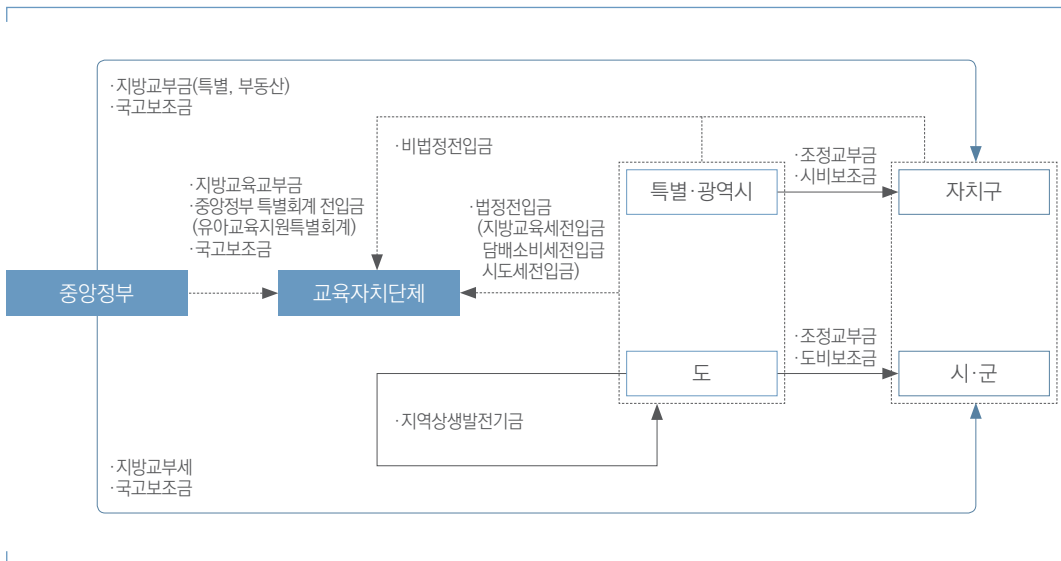 ·지방교부금(특별, 부동산)
·국고보조금
·비법정전입금
·조정교부금
·시비보조금
·지방교육교부금
·중앙정부 특별회계 전입금
(유아교육지원특별회계)
·국고보조금
·법정전입금
(지방교육세전입금
담배소비세전입급
시도세전입금)
특별·광역시
자치구
중앙정부
교육자치단체
·조정교부금
·도비보조금
도
시·군
·지역상생발전기금
·지방교부세
·국고보조금